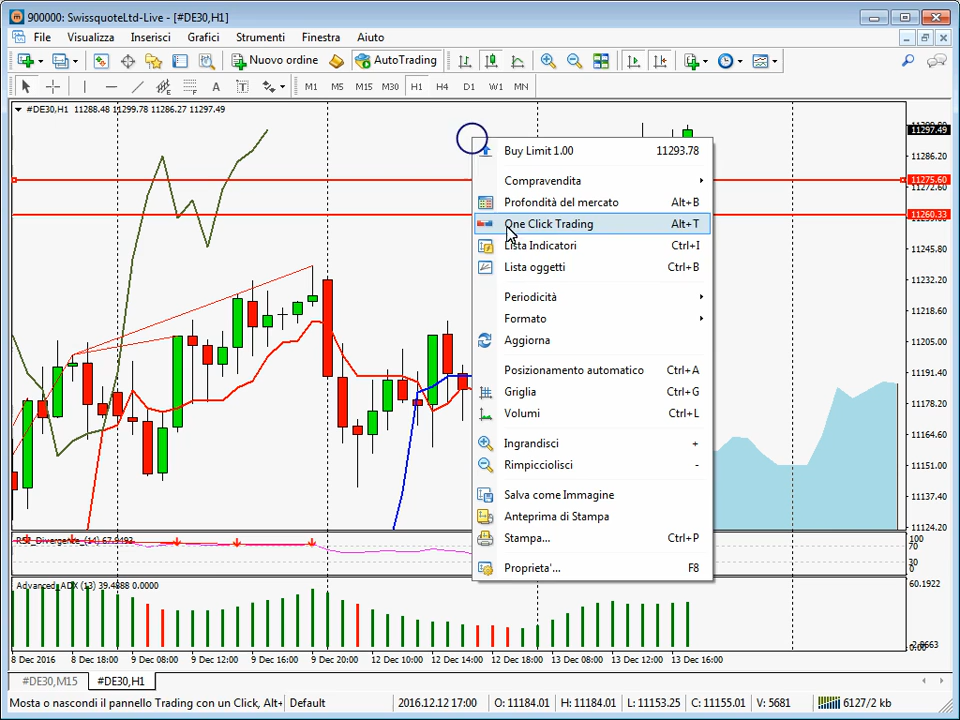 900000: SwissquoteLtd-Live - [#DE30,H1]
File Visualizza Inserisci Grafici Strumenti Finestra Aiuto
Nuovo ordine AutoTrading
A T M1 M5 M15 M30 H1 H4 D1 W1 MN
#DE30,H1 11288.48 11299.78 11286.27 11297.49
11297.49
11286.20
11275.60
11272.60
11260.33
11245.80
11232.20
11218.60
11205.00
11191.40
11178.20
11164.60
11151.00
11137.40
11124.20
Buy Limit 1.00 11293.78
Compravendita
Profondità del mercato Alt+B
One Click Trading Alt+T
Lista Indicatori Ctrl+I
Lista oggetti Ctrl+B
Periodicità
Formato
Aggiorna
Posizionamento automatico Ctrl+A
Griglia Ctrl+G
Volumi Ctrl+L
Ingrandisci +
Rimpicciolisci -
Salva come Immagine
Anteprima di Stampa
Stampa... Ctrl+P
Proprieta'... F8
RSI_Divergence (14) 67.9493
100
70
30
0
Advanced_ADX (13) 39.4888 0.0000
60.1922
8 Dec 2016 8 Dec 18:00 9 Dec 08:00 9 Dec 12:00 9 Dec 16:00 9 Dec 20:00 12 Dec 10:00 12 Dec 14:00 12 Dec 18:00 13 Dec 08:00 13 Dec 12:00 13 Dec 16:00
#DE30,M15 #DE30,H1
Mosta o nascondi il pannello Trading con un Click, Alt+ Default 2016.12.12 17:00 O: 11184.01 H: 11184.01 L: 11153.25 C: 11155.01 V: 5681 6127/2 kb